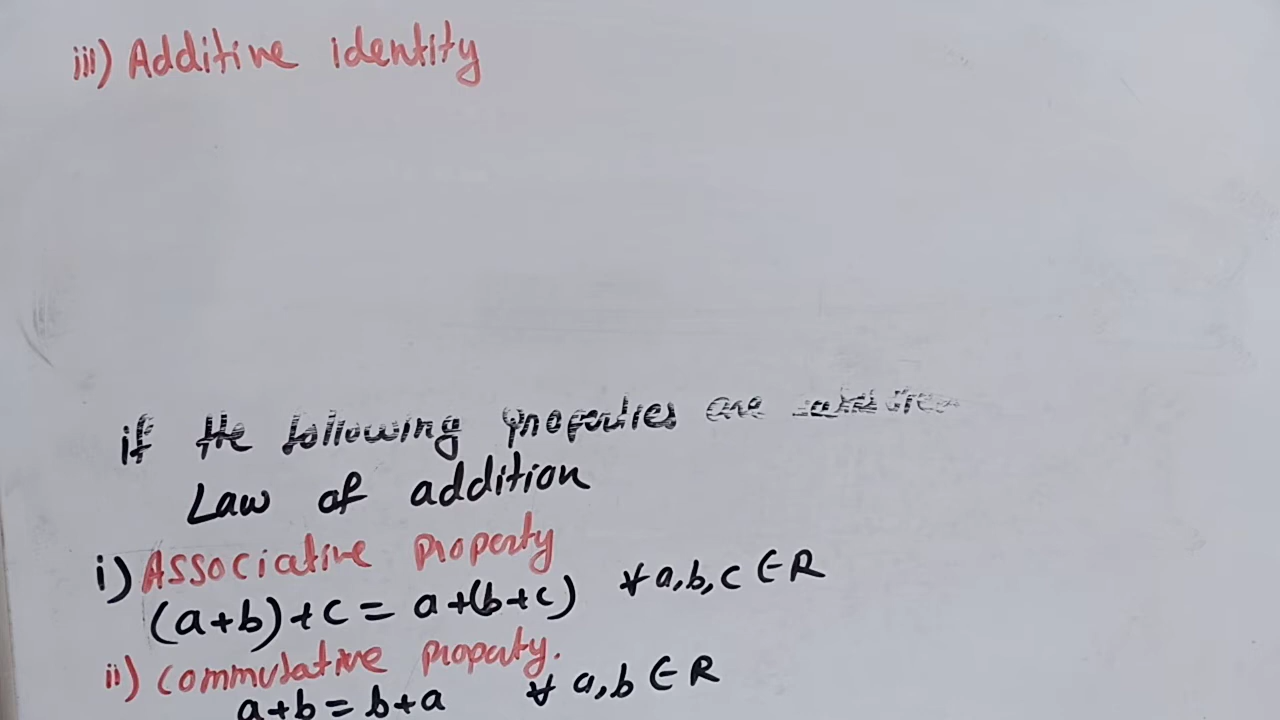 iii) Additive identity
if the following properties are
Law of addition
i) Associative Property
(a+b)+c = a+(b+c) ∀ a,b,c ∈ R
ii) Commutative property.
a+b = b+a ∀ a,b ∈ R